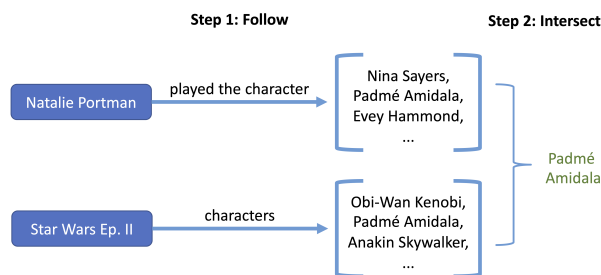 Step 1: Follow
Step 2: Intersect
Natalie Portman
played the character
Nina Sayers,
Padmé Amidala,
Evey Hammond,
...
Padmé
Amidala
Star Wars Ep. II
characters
Obi-Wan Kenobi,
Padmé Amidala,
Anakin Skywalker,
...